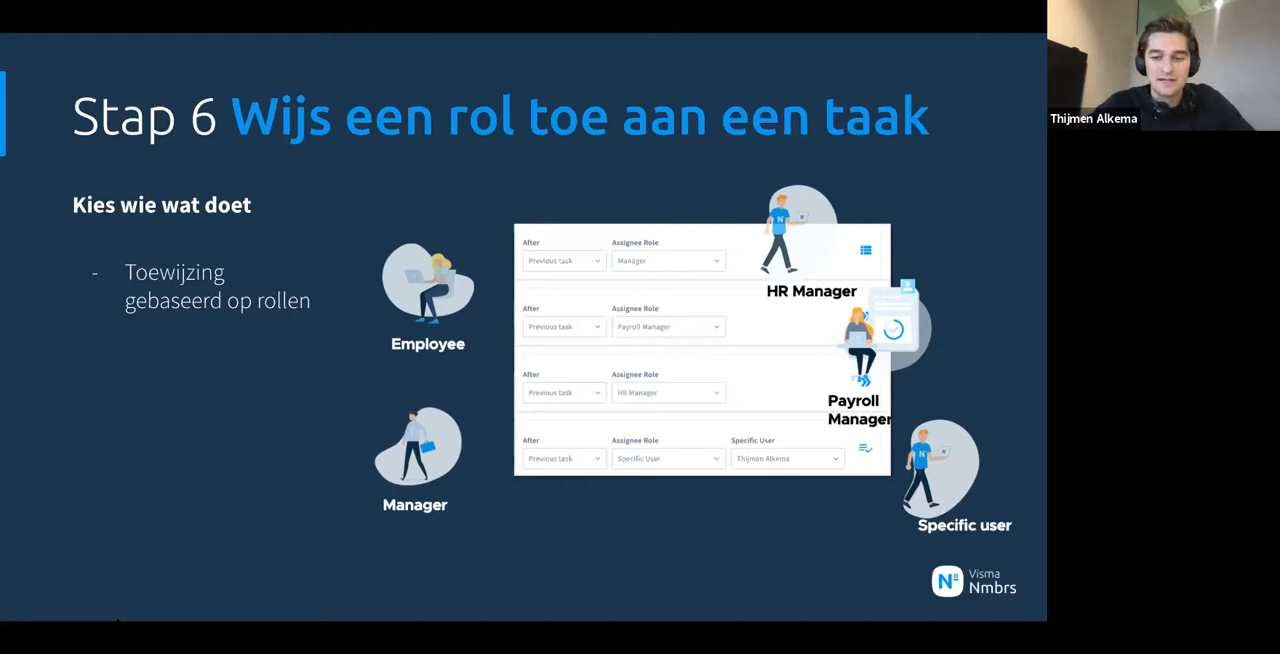 Stap 6 Wijs een rol toe aan een taak
Thijmen Alkema
Kies wie wat doet
- Toewijzing
gebaseerd op rollen
Employee
Manager
After Assignee Role
Previous task Manager
HR Manager
After Assignee Role
Previous task Payroll Manager
After Assignee Role
Previous task HR Manager
Payroll
Manager
After Assignee Role Specific User
Previous task Specific User Thijmen Alkema
Specific user
N
N
Nº Visma
Nmbrs